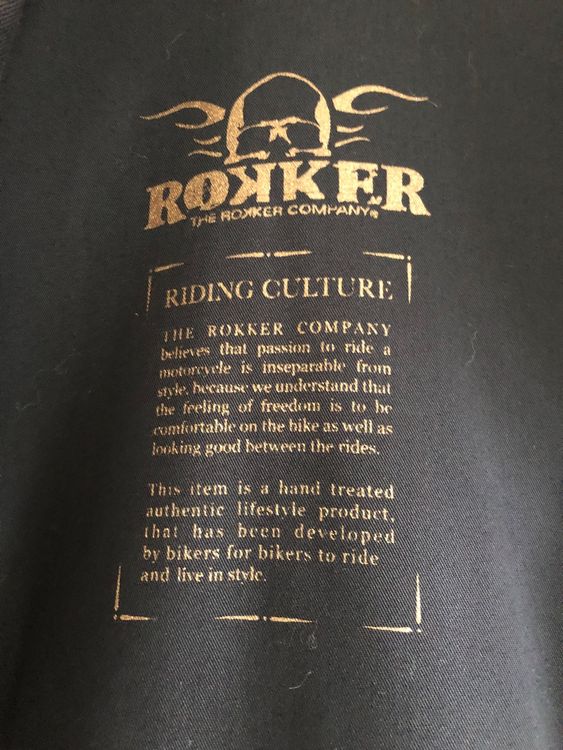 ROKKER
THE ROKKER COMPANY®
RIDING CULTURE
THE ROKKER COMPANY
believes that passion to ride a
motorcycle is inseparable from
style, because we understand that
the feeling of freedom is to be
comfortable on the bike as well as
looking good between the rides.
This item is a hand treated
authentic lifestyle product,
that has been developed
by bikers for bikers to ride
and live in style.